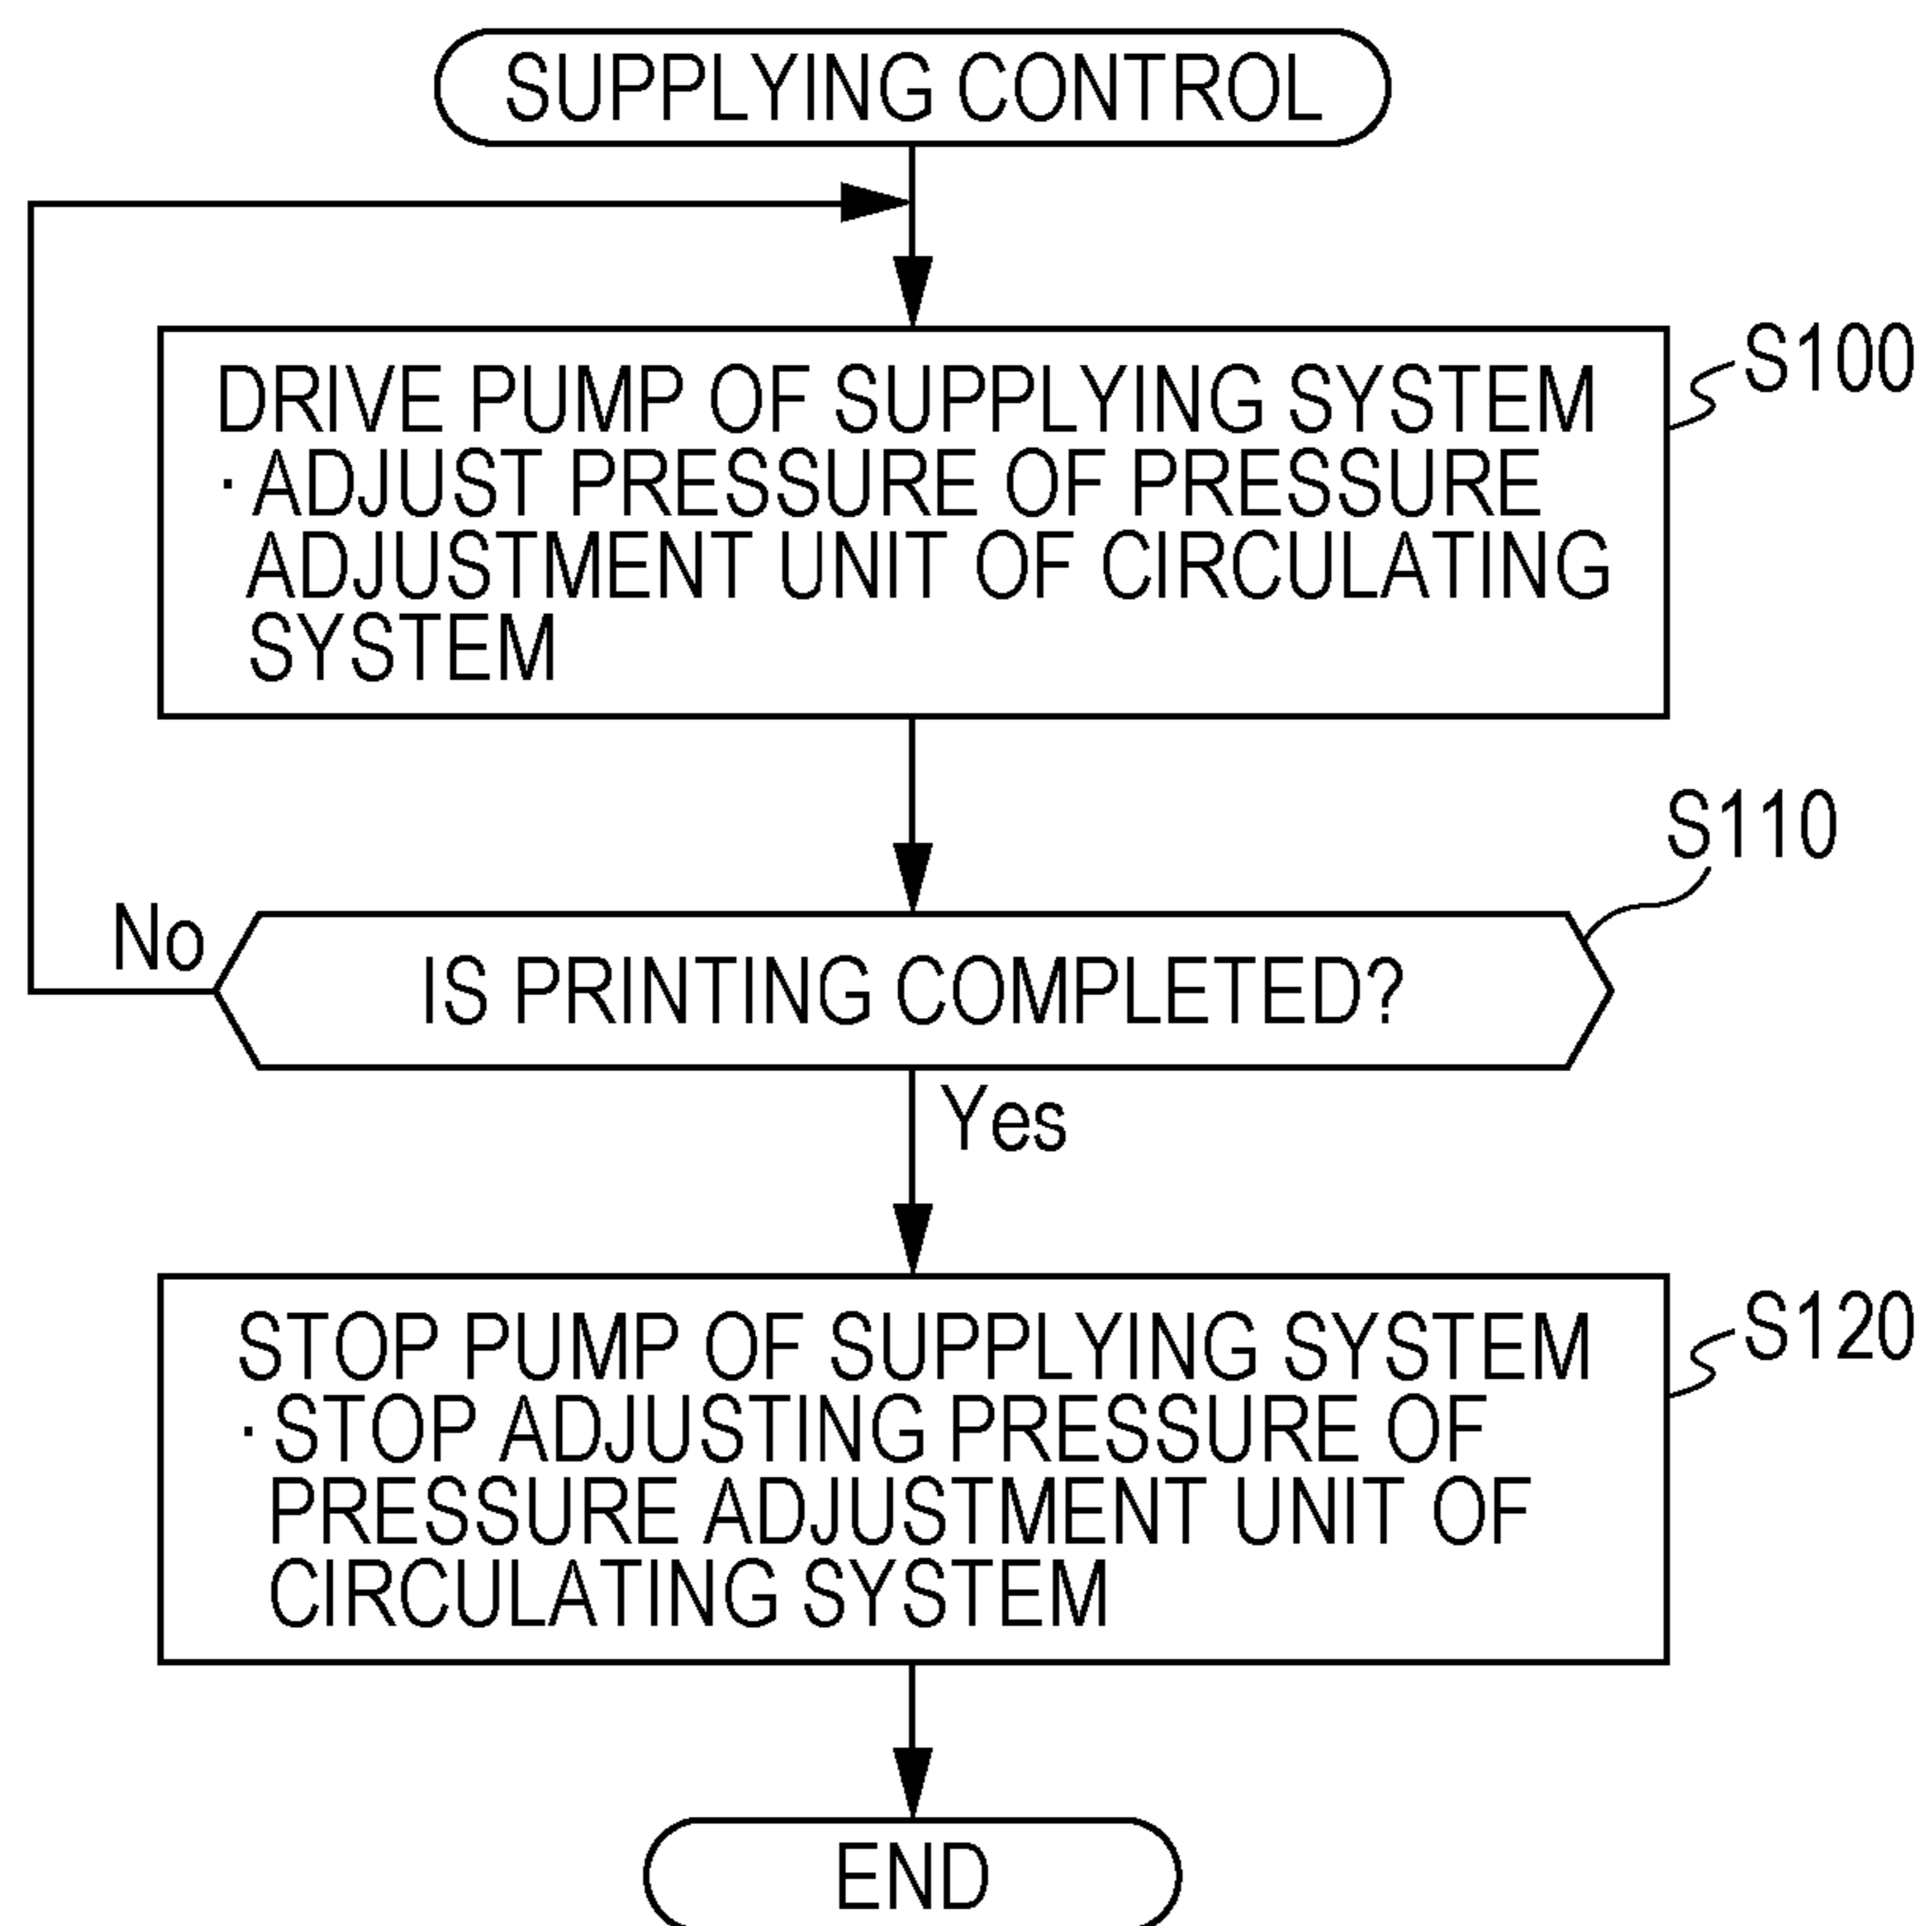 SUPPLYING CONTROL
DRIVE PUMP OF SUPPLYING SYSTEM
·ADJUST PRESSURE OF PRESSURE
ADJUSTMENT UNIT OF CIRCULATING
SYSTEM
S100
S110
No
IS PRINTING COMPLETED?
Yes
STOP PUMP OF SUPPLYING SYSTEM
·STOP ADJUSTING PRESSURE OF
PRESSURE ADJUSTMENT UNIT OF
CIRCULATING SYSTEM
S120
END